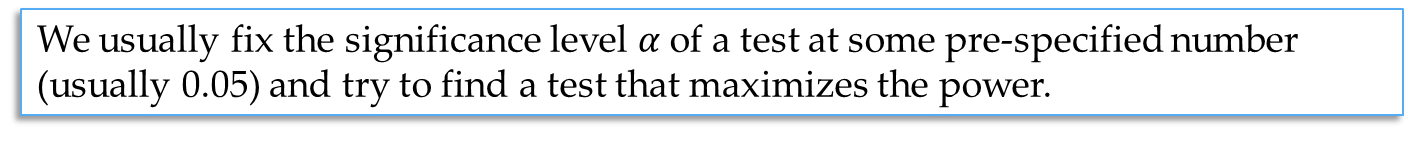 We usually fix the significance level α of a test at some pre-specified number
(usually 0.05) and try to find a test that maximizes the power.